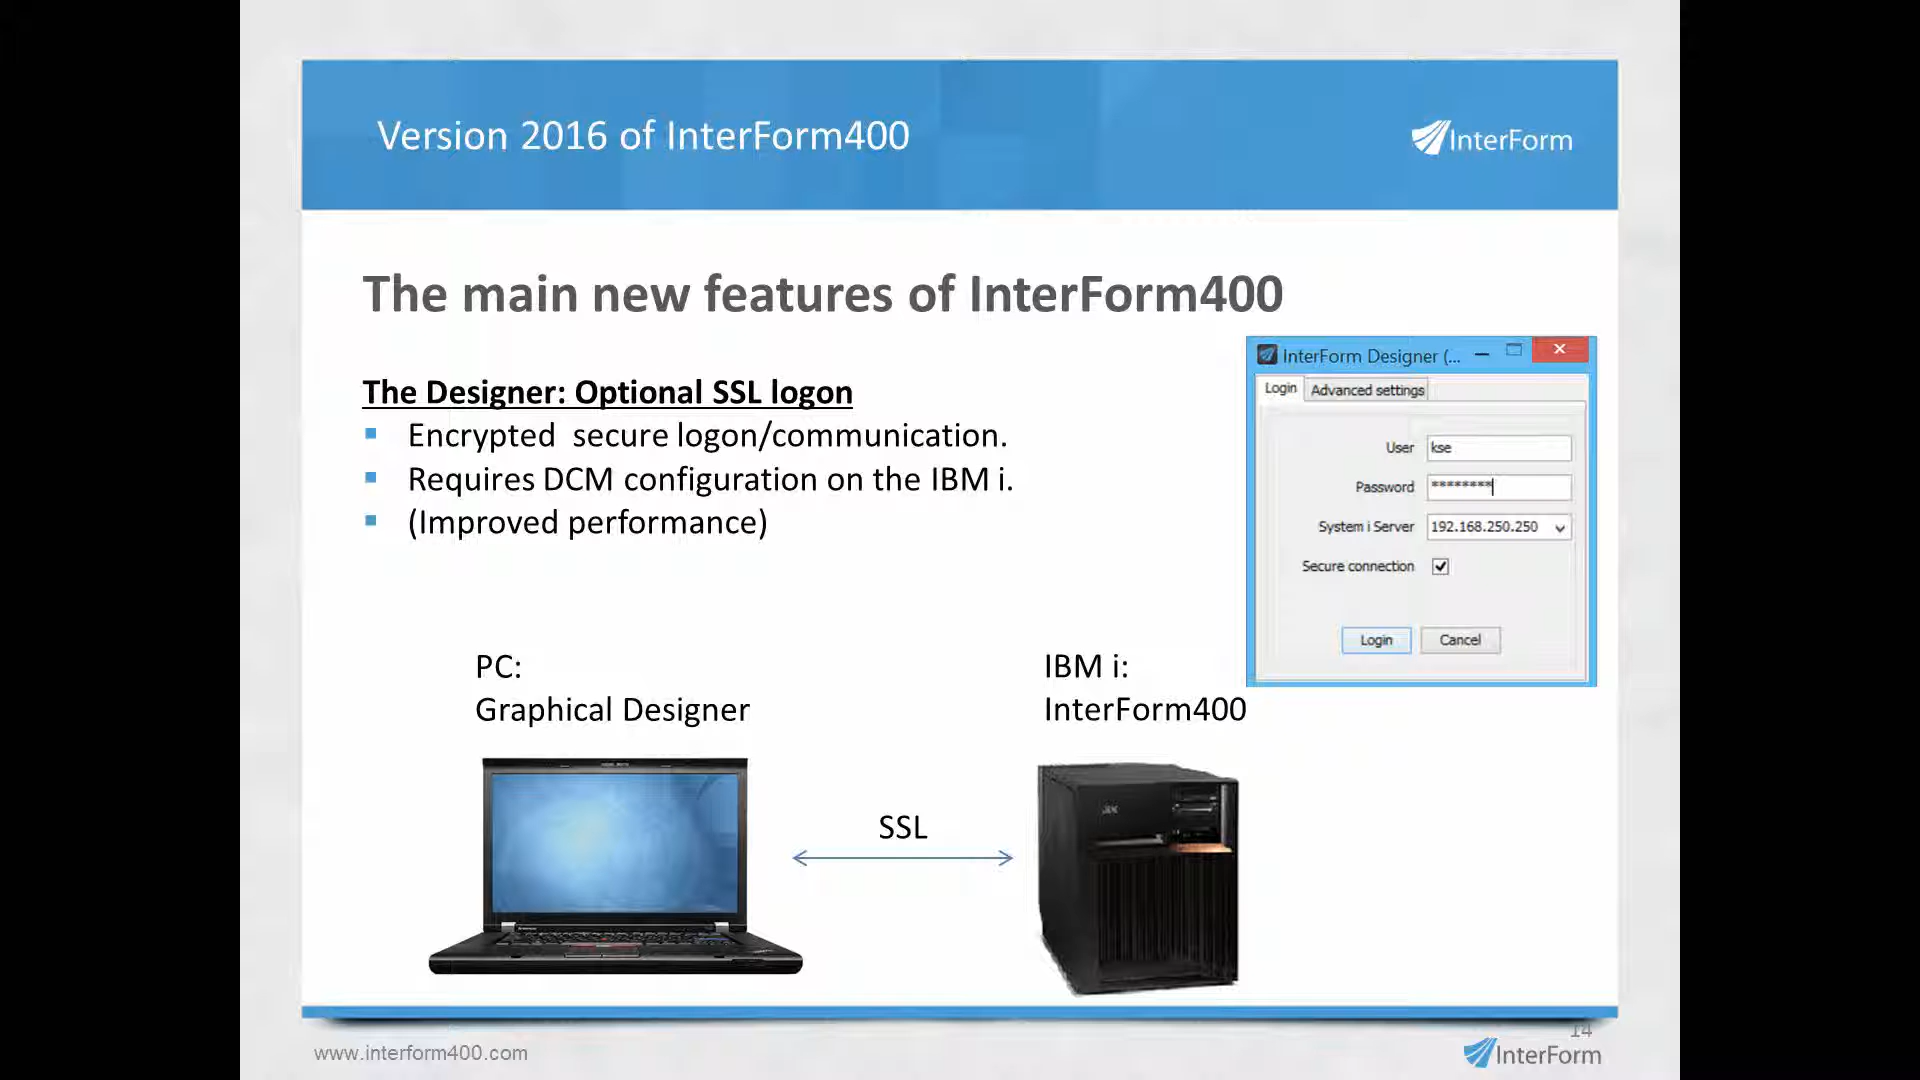 Version 2016 of InterForm400
InterForm
The main new features of InterForm400
The Designer: Optional SSL logon
Encrypted  secure logon/communication.
Requires DCM configuration on the IBM i.
(Improved performance)
InterForm Designer (...
Login
Advanced settings
User
kse
Password
********
System i Server
192.168.250.250
Secure connection
Login
Cancel
PC:
Graphical Designer
IBM i:
InterForm400
SSL
IBM
14
www.interform400.com
InterForm